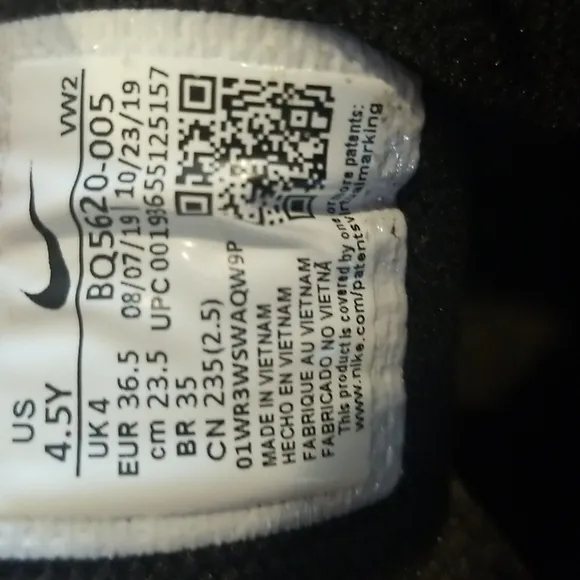 US
4.5Y
VW2
UK 4 BQ5620-005
EUR 36.5 08/07/19 10/23/19
cm 23.5 UPC 00193655125157
BR 35
CN 235(2.5)
01WR3WSWAQW9P
MADE IN VIETNAM
HECHO EN VIETNAM
FABRIQUE AU VIETNAM
FABRICADO NO VIETNÃ
This product is covered by one or more patents:
www.nike.com/patents